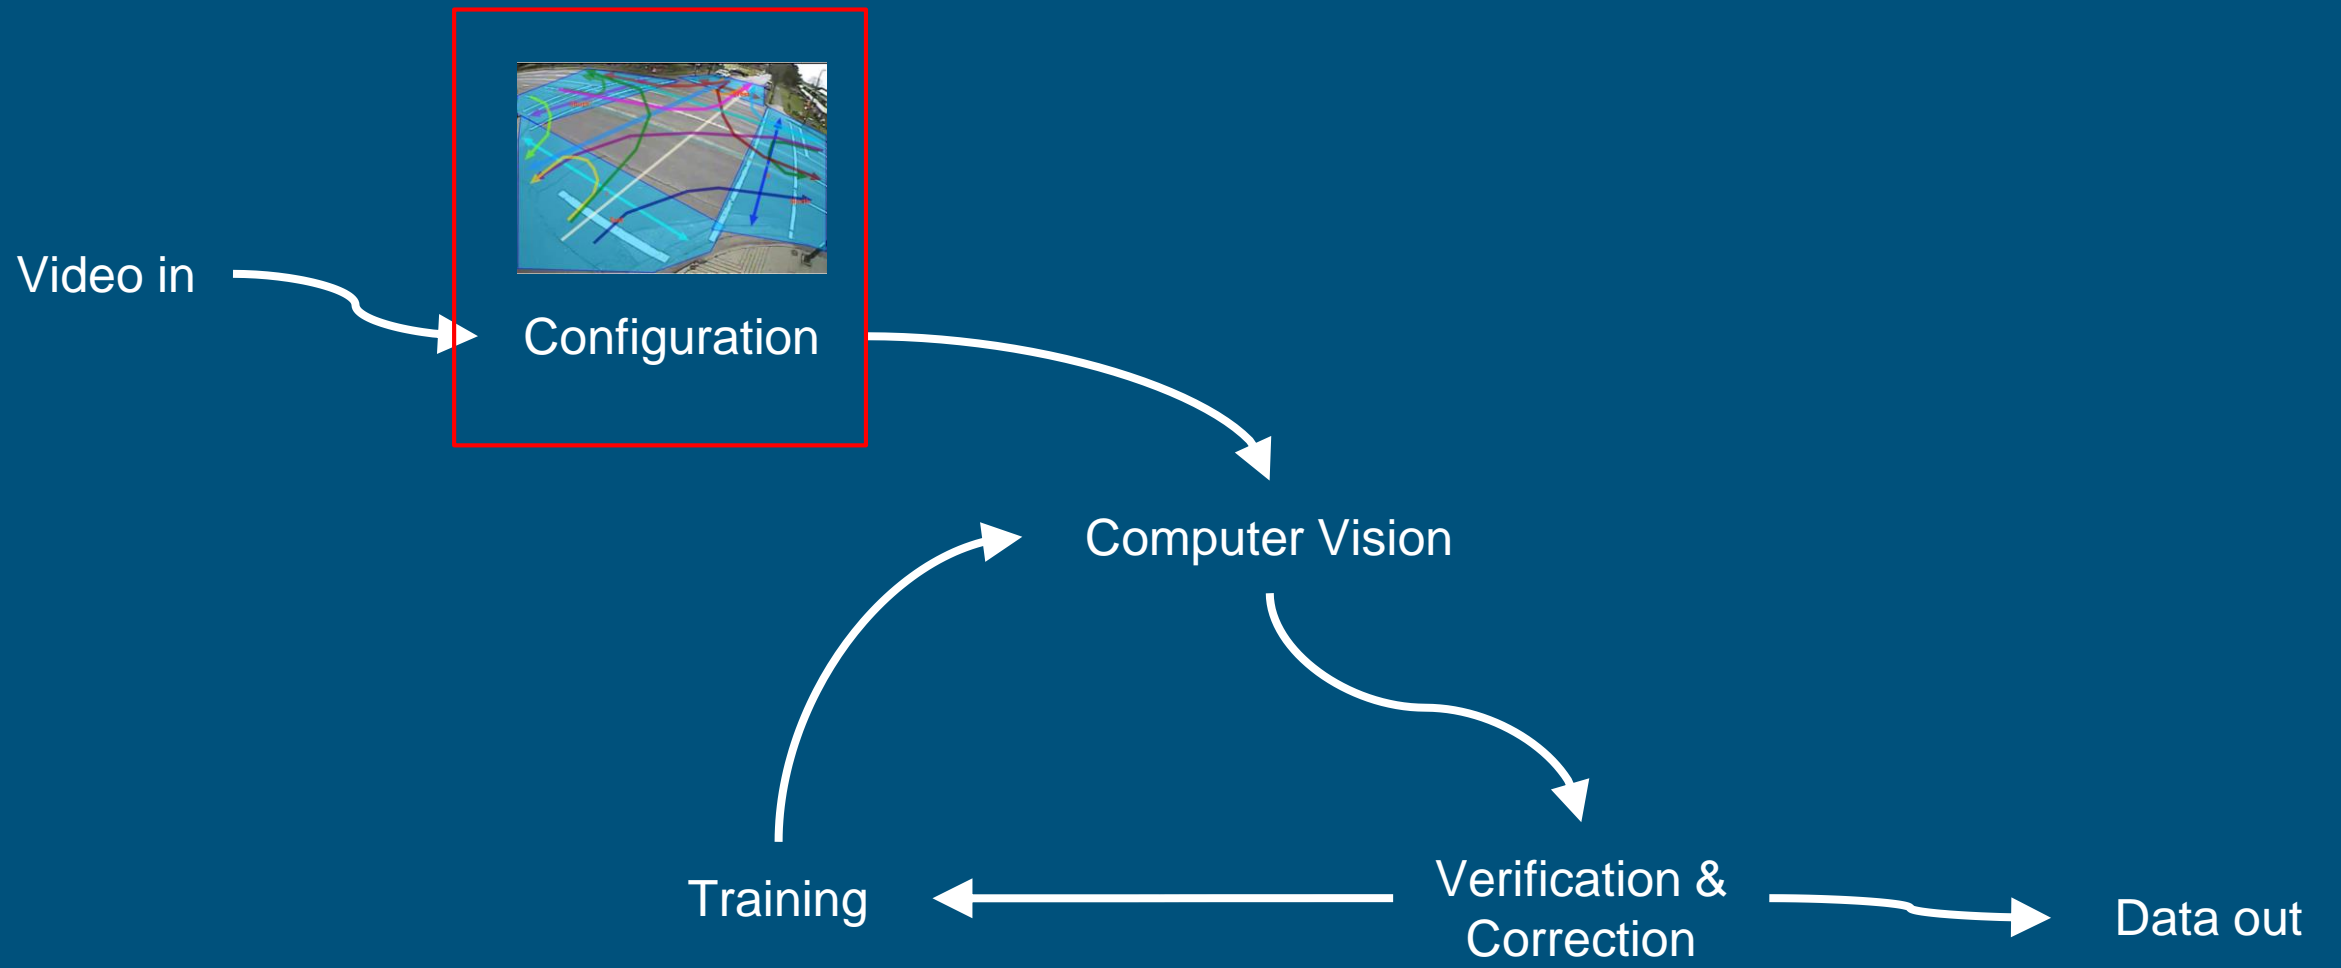 Video in
Configuration
Computer Vision
Training
Verification &
Correction
Data out